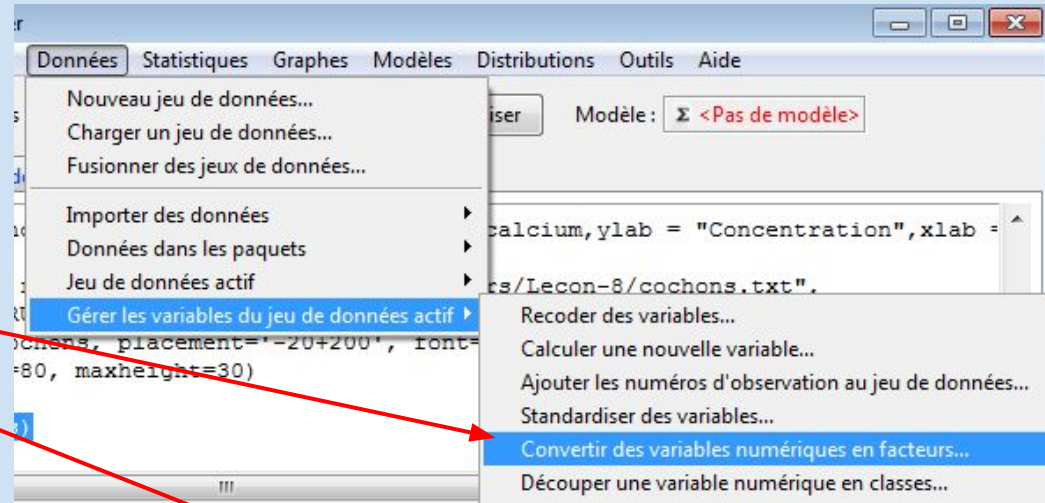 er
Données Statistiques Graphes Modèles Distributions Outils Aide
Nouveau jeu de données...
s iser Modèle : Σ <Pas de modèle>
Charger un jeu de données...
Fusionner des jeux de données...
Importer des données
calcium,ylab = "Concentration",xlab =
Données dans les paquets
Jeu de données actif
rs/Lecon-8/cochons.txt",
Gérer les variables du jeu de données actif
Recoder des variables...
ochons, placement='-20+200', font=
Calculer une nouvelle variable...
=80, maxheight=30)
Ajouter les numéros d'observation au jeu de données...
Standardiser des variables...
s)
Convertir des variables numériques en facteurs...
Découper une variable numérique en classes...